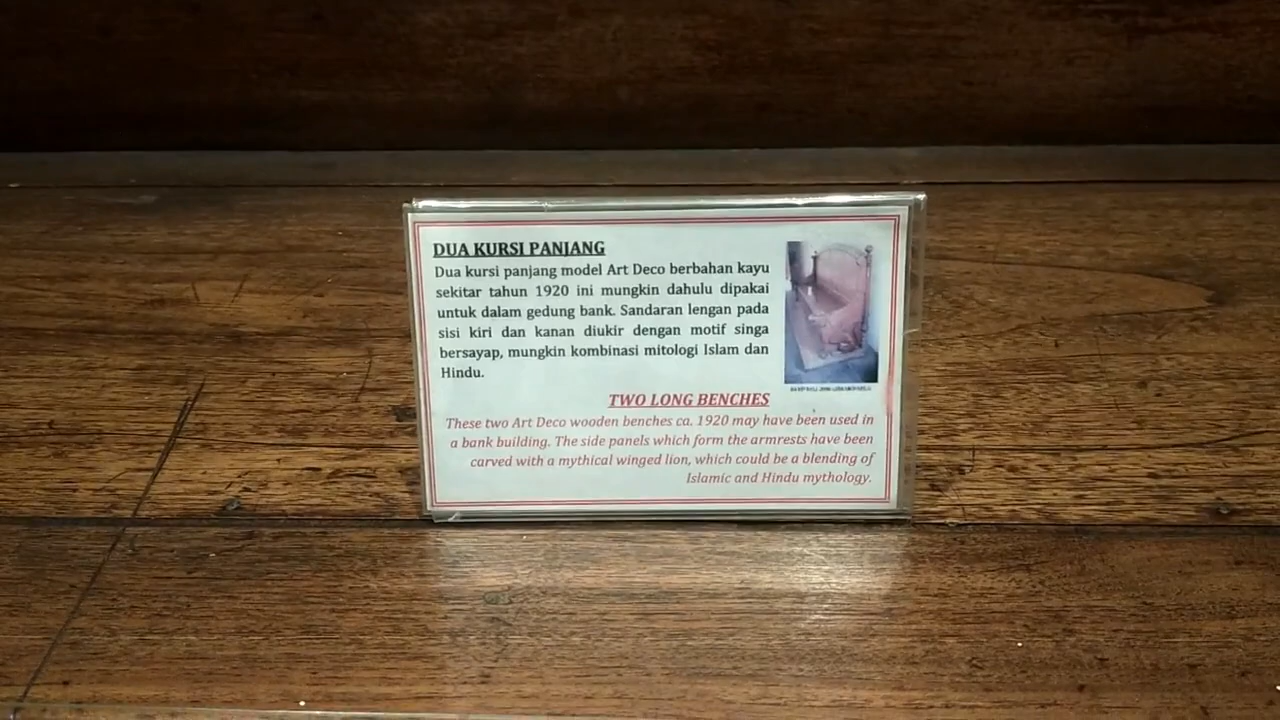 DUA KURSI PANJANG
Dua kursi panjang model Art Deco berbahan kayu
sekitar tahun 1920 ini mungkin dahulu dipakai
untuk dalam gedung bank. Sandaran lengan pada
sisi kiri dan kanan diukir dengan motif singa
bersayap, mungkin kombinasi mitologi Islam dan
Hindu.
TWO LONG BENCHES
These two Art Deco wooden benches ca. 1920 may have been used in
a bank building. The side panels which form the armrests have been
carved with a mythical winged lion, which could be a blending of
Islamic and Hindu mythology.